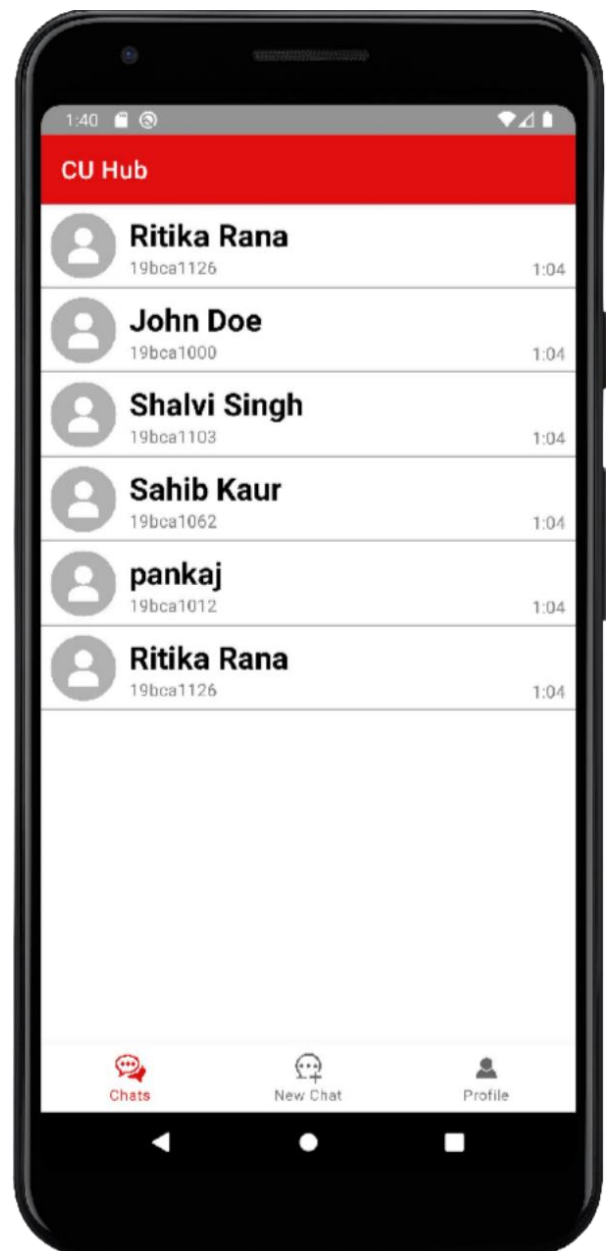 1:40
CU Hub
Ritika Rana
19bca1126
1:04
John Doe
19bca1000
1:04
Shalvi Singh
19bca1103
1:04
Sahib Kaur
19bca1062
1:04
pankaj
19bca1012
1:04
Ritika Rana
19bca1126
1:04
Chats
New Chat
Profile